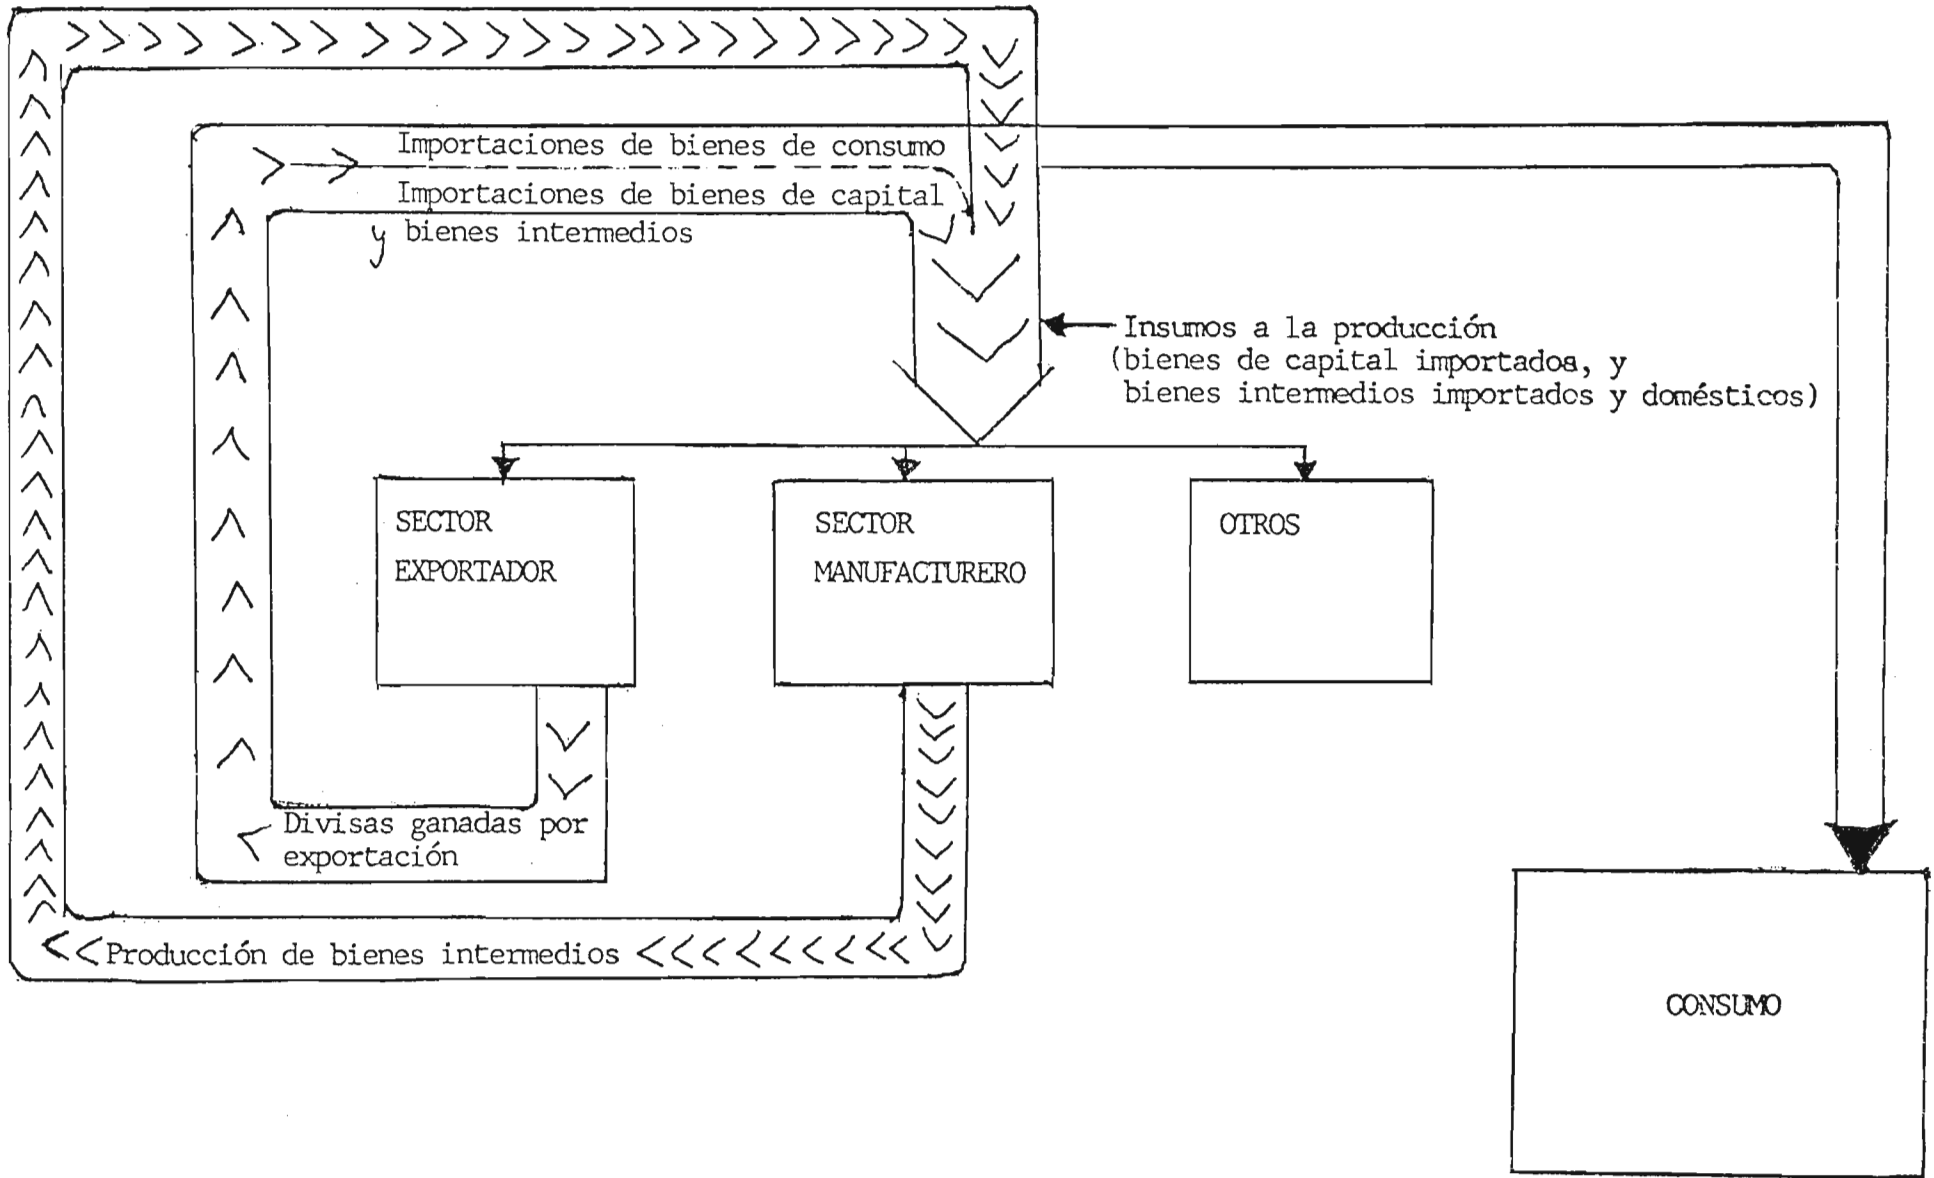 Importaciones de bienes de consumo
Importaciones de bienes de capital
y bienes intermedios
Insumos a la producción
(bienes de capital importados, y
bienes intermedios importados y domésticos)
SECTOR
EXPORTADOR
SECTOR
MANUFACTURERO
OTROS
Divisas ganadas por
exportación
Producción de bienes intermedios
CONSUMO